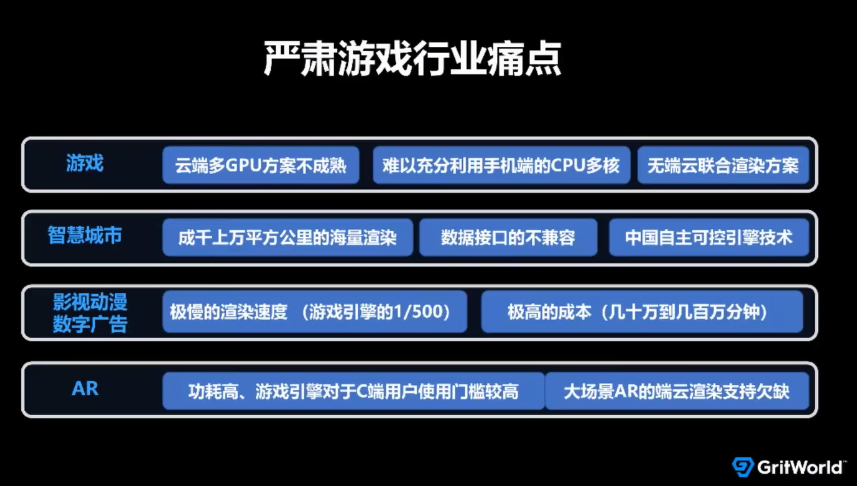 严肃游戏行业痛点
游戏
云端多GPU方案不成熟
难以充分利用手机端的CPU多核
无端云联合渲染方案
智慧城市
成千上万平方公里的海量渲染
数据接口的不兼容
中国自主可控引擎技术
影视动漫
数字广告
极慢的渲染速度 （游戏引擎的1/500）
极高的成本（几十万到几百万分钟）
AR
功耗高、游戏引擎对于C端用户使用门槛较高
大场景AR的端云渲染支持欠缺
GritWorld™